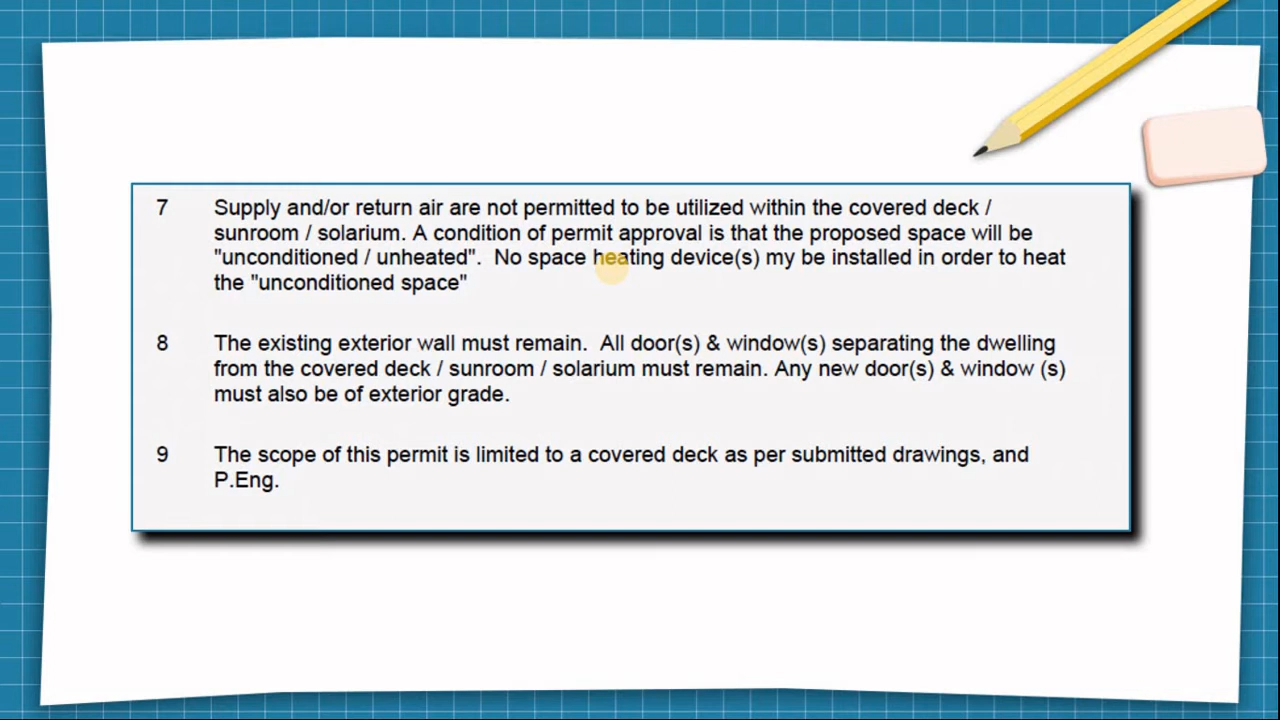 7 Supply and/or return air are not permitted to be utilized within the covered deck /
sunroom / solarium. A condition of permit approval is that the proposed space will be
"unconditioned / unheated".  No space heating device(s) my be installed in order to heat
the "unconditioned space"
8 The existing exterior wall must remain.  All door(s) & window(s) separating the dwelling
from the covered deck / sunroom / solarium must remain. Any new door(s) & window (s)
must also be of exterior grade.
9 The scope of this permit is limited to a covered deck as per submitted drawings, and
P.Eng.